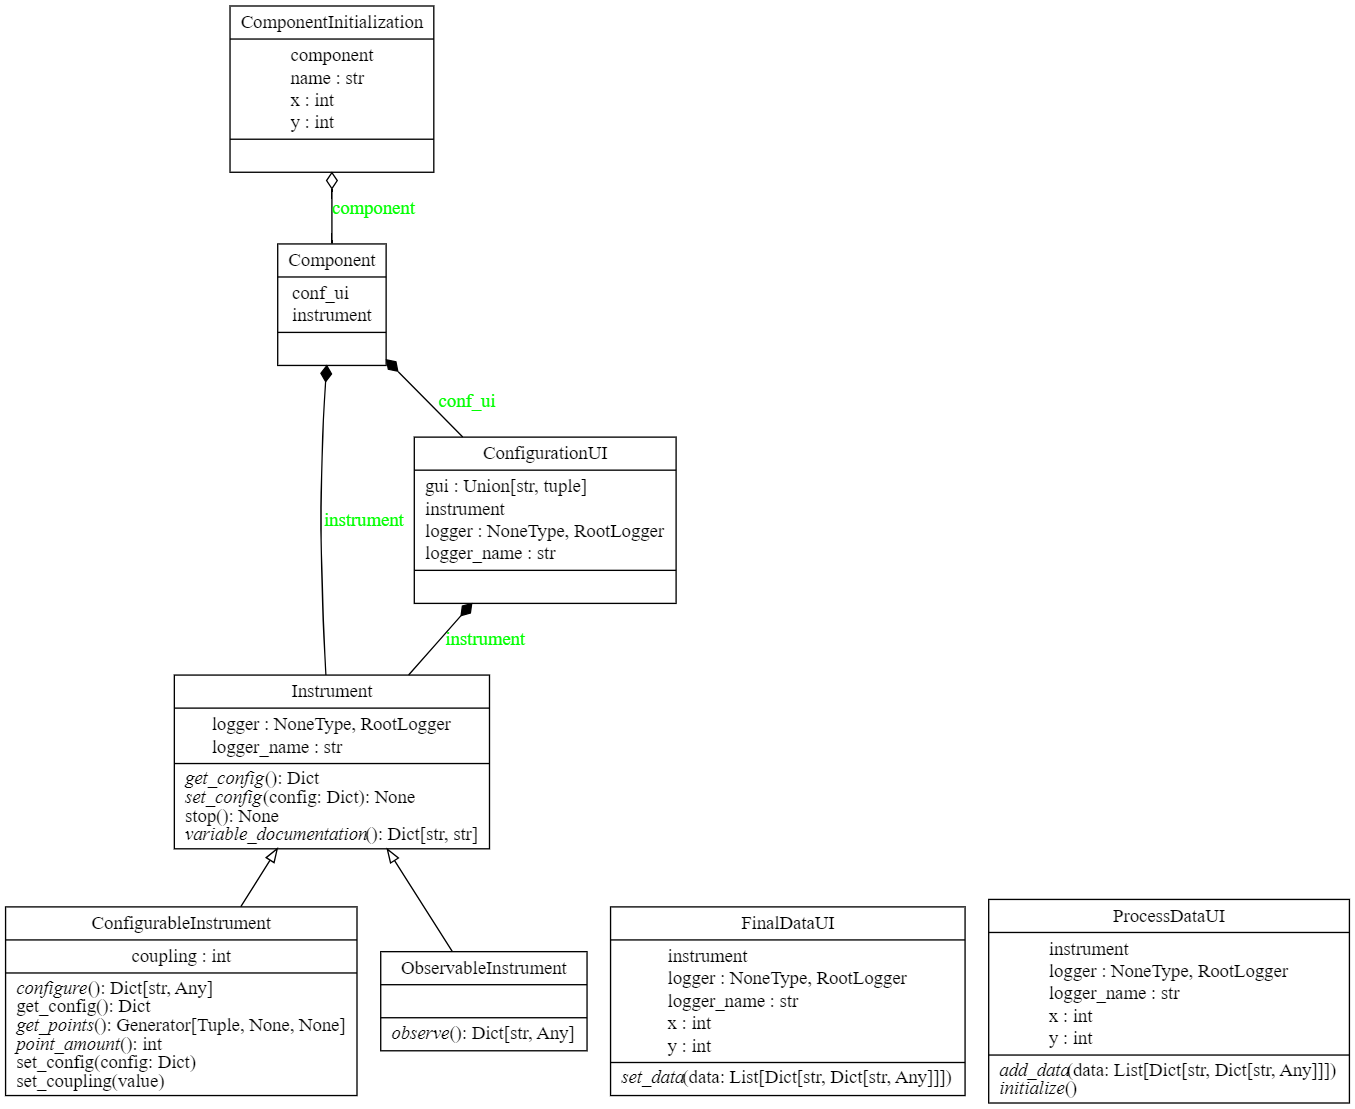 ComponentInitialization
component
name : str
x : int
y : int
component
Component
conf_ui
instrument
conf_ui
ConfigurationUI
gui : Union[str, tuple]
instrument
logger : NoneType, RootLogger
logger_name : str
instrument
instrument
Instrument
logger : NoneType, RootLogger
logger_name : str
get_config(): Dict
set_config(config: Dict): None
stop(): None
variable_documentation(): Dict[str, str]
ConfigurableInstrument
coupling : int
configure(): Dict[str, Any]
get_config(): Dict
get_points(): Generator[Tuple, None, None]
point_amount(): int
set_config(config: Dict)
set_coupling(value)
ObservableInstrument
observe(): Dict[str, Any]
FinalDataUI
instrument
logger : NoneType, RootLogger
logger_name : str
x : int
y : int
set_data(data: List[Dict[str, Dict[str, Any]]])
ProcessDataUI
instrument
logger : NoneType, RootLogger
logger_name : str
x : int
y : int
add_data(data: List[Dict[str, Dict[str, Any]]])
initialize()